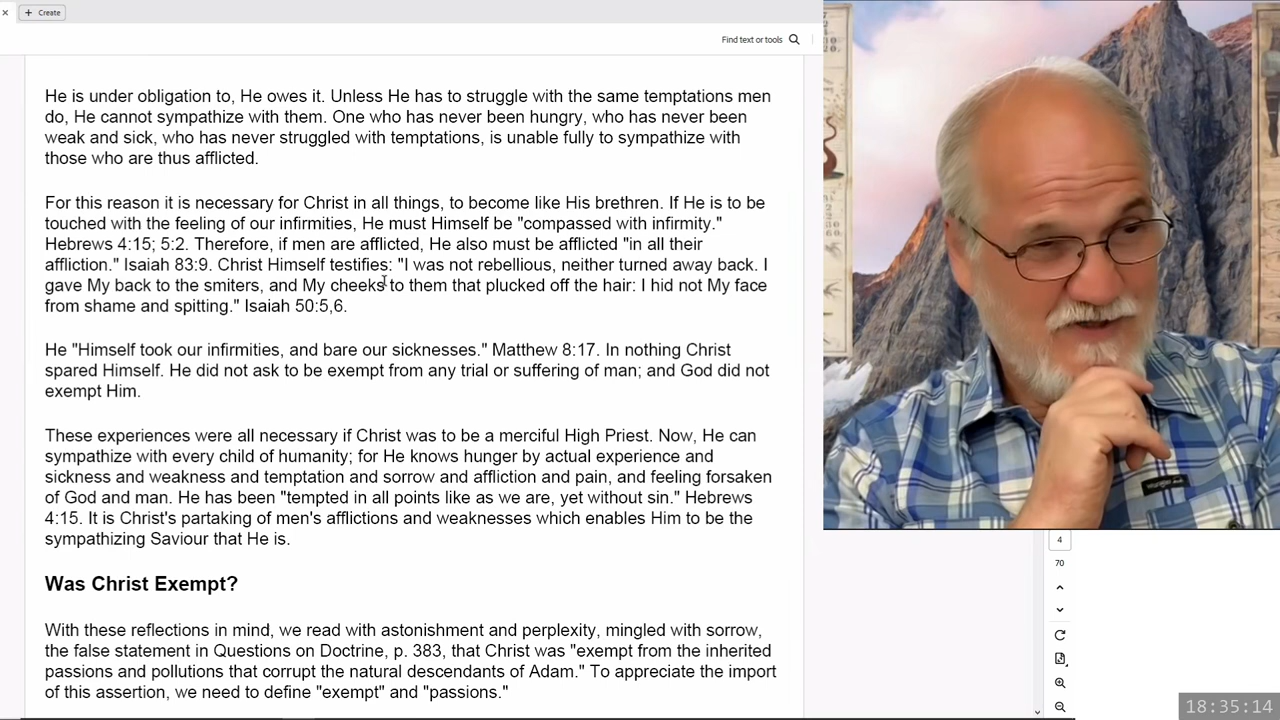 Create
Find text or tools
He is under obligation to, He owes it. Unless He has to struggle with the same temptations men
do, He cannot sympathize with them. One who has never been hungry, who has never been
weak and sick, who has never struggled with temptations, is unable fully to sympathize with
those who are thus afflicted.
For this reason it is necessary for Christ in all things, to become like His brethren. If He is to be
touched with the feeling of our infirmities, He must Himself be "compassed with infirmity."
Hebrews 4:15; 5:2. Therefore, if men are afflicted, He also must be afflicted "in all their
affliction." Isaiah 83:9. Christ Himself testifies: "I was not rebellious, neither turned away back. I
gave My back to the smiters, and My cheeks to them that plucked off the hair: I hid not My face
from shame and spitting." Isaiah 50:5,6.
He "Himself took our infirmities, and bare our sicknesses." Matthew 8:17. In nothing Christ
spared Himself. He did not ask to be exempt from any trial or suffering of man; and God did not
exempt Him.
These experiences were all necessary if Christ was to be a merciful High Priest. Now, He can
sympathize with every child of humanity; for He knows hunger by actual experience and
sickness and weakness and temptation and sorrow and affliction and pain, and feeling forsaken
of God and man. He has been "tempted in all points like as we are, yet without sin." Hebrews
4:15. It is Christ's partaking of men's afflictions and weaknesses which enables Him to be the
sympathizing Saviour that He is.
Was Christ Exempt?
With these reflections in mind, we read with astonishment and perplexity, mingled with sorrow,
the false statement in Questions on Doctrine, p. 383, that Christ was "exempt from the inherited
passions and pollutions that corrupt the natural descendants of Adam." To appreciate the import
of this assertion, we need to define "exempt" and "passions."
4
70
18:35:14